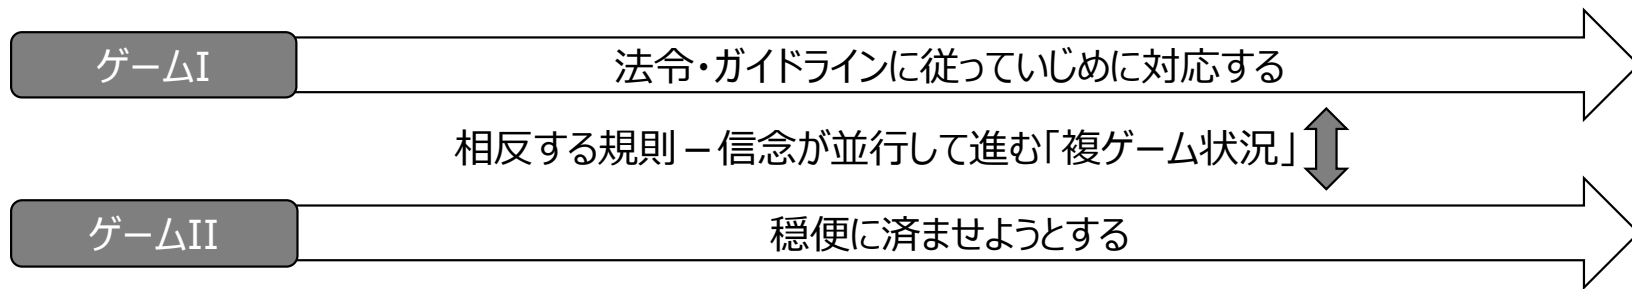 ゲームI
法令・ガイドラインに従っていじめに対応する
相反する規則 – 信念が並行して進む「複ゲーム状況」
ゲームII
穏便に済ませようとする